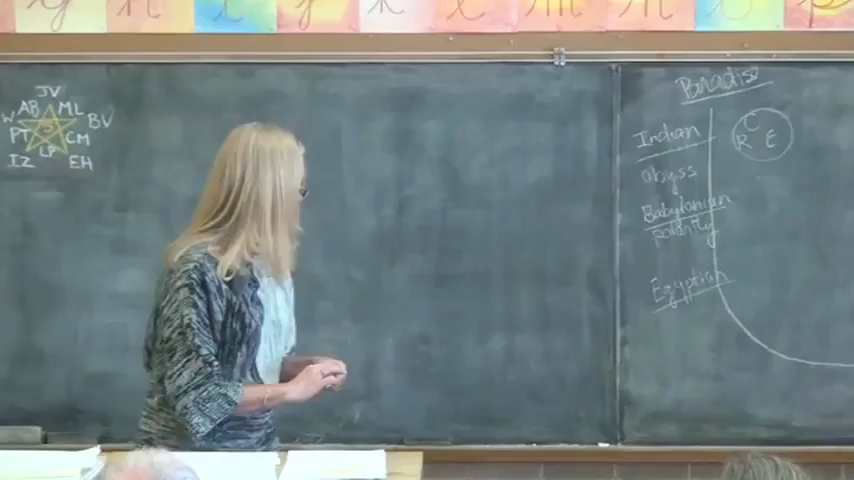 JV
W AB ML BV
PT CM
LP
IZ EH
Paradise
C
R E
Indian
abyss
Babylonian
polarity
Egyptian